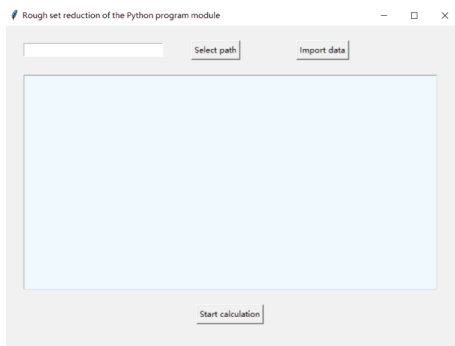 Rough set reduction of the Python program module
Select path
Import data
Start calculation